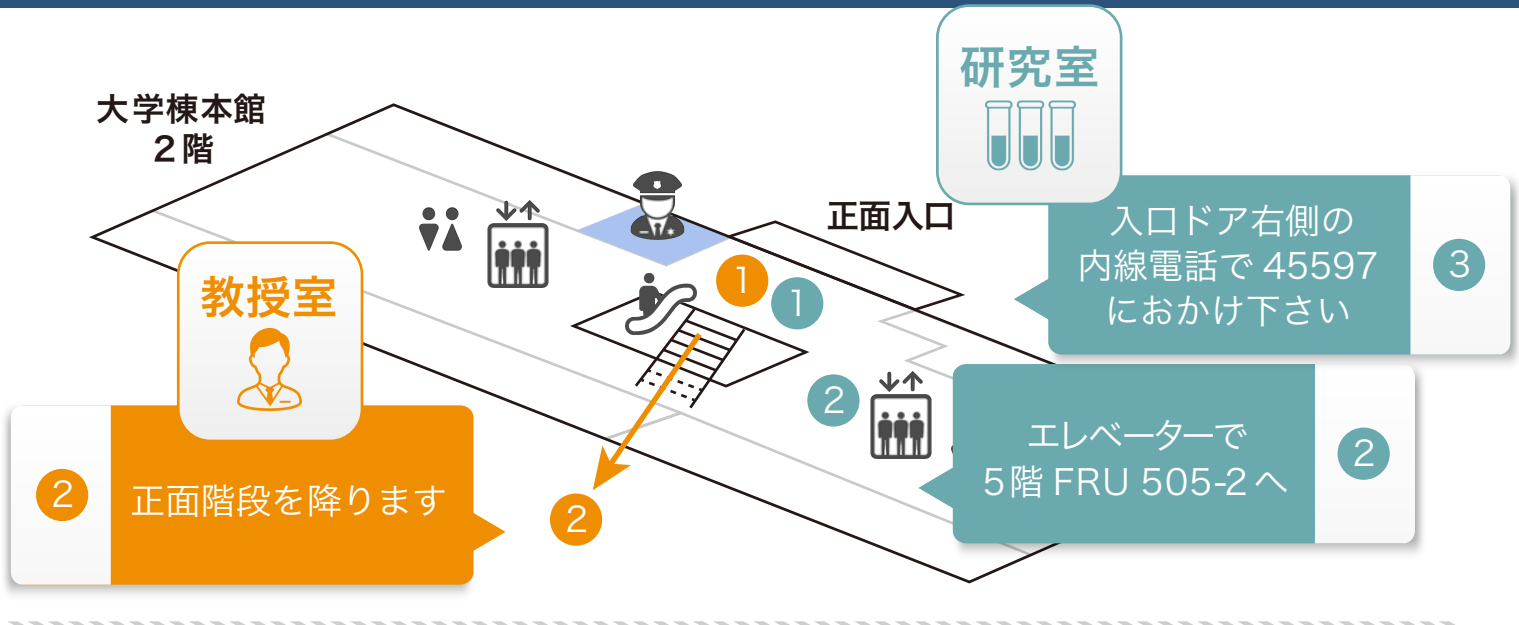 大学棟本館
２階
正面入口
研究室
入口ドア右側の
内線電話で 45597
におかけ下さい
3
1
1
教授室
2
正面階段を降ります
2
2
エレベーターで
5階 FRU 505-2 へ
2